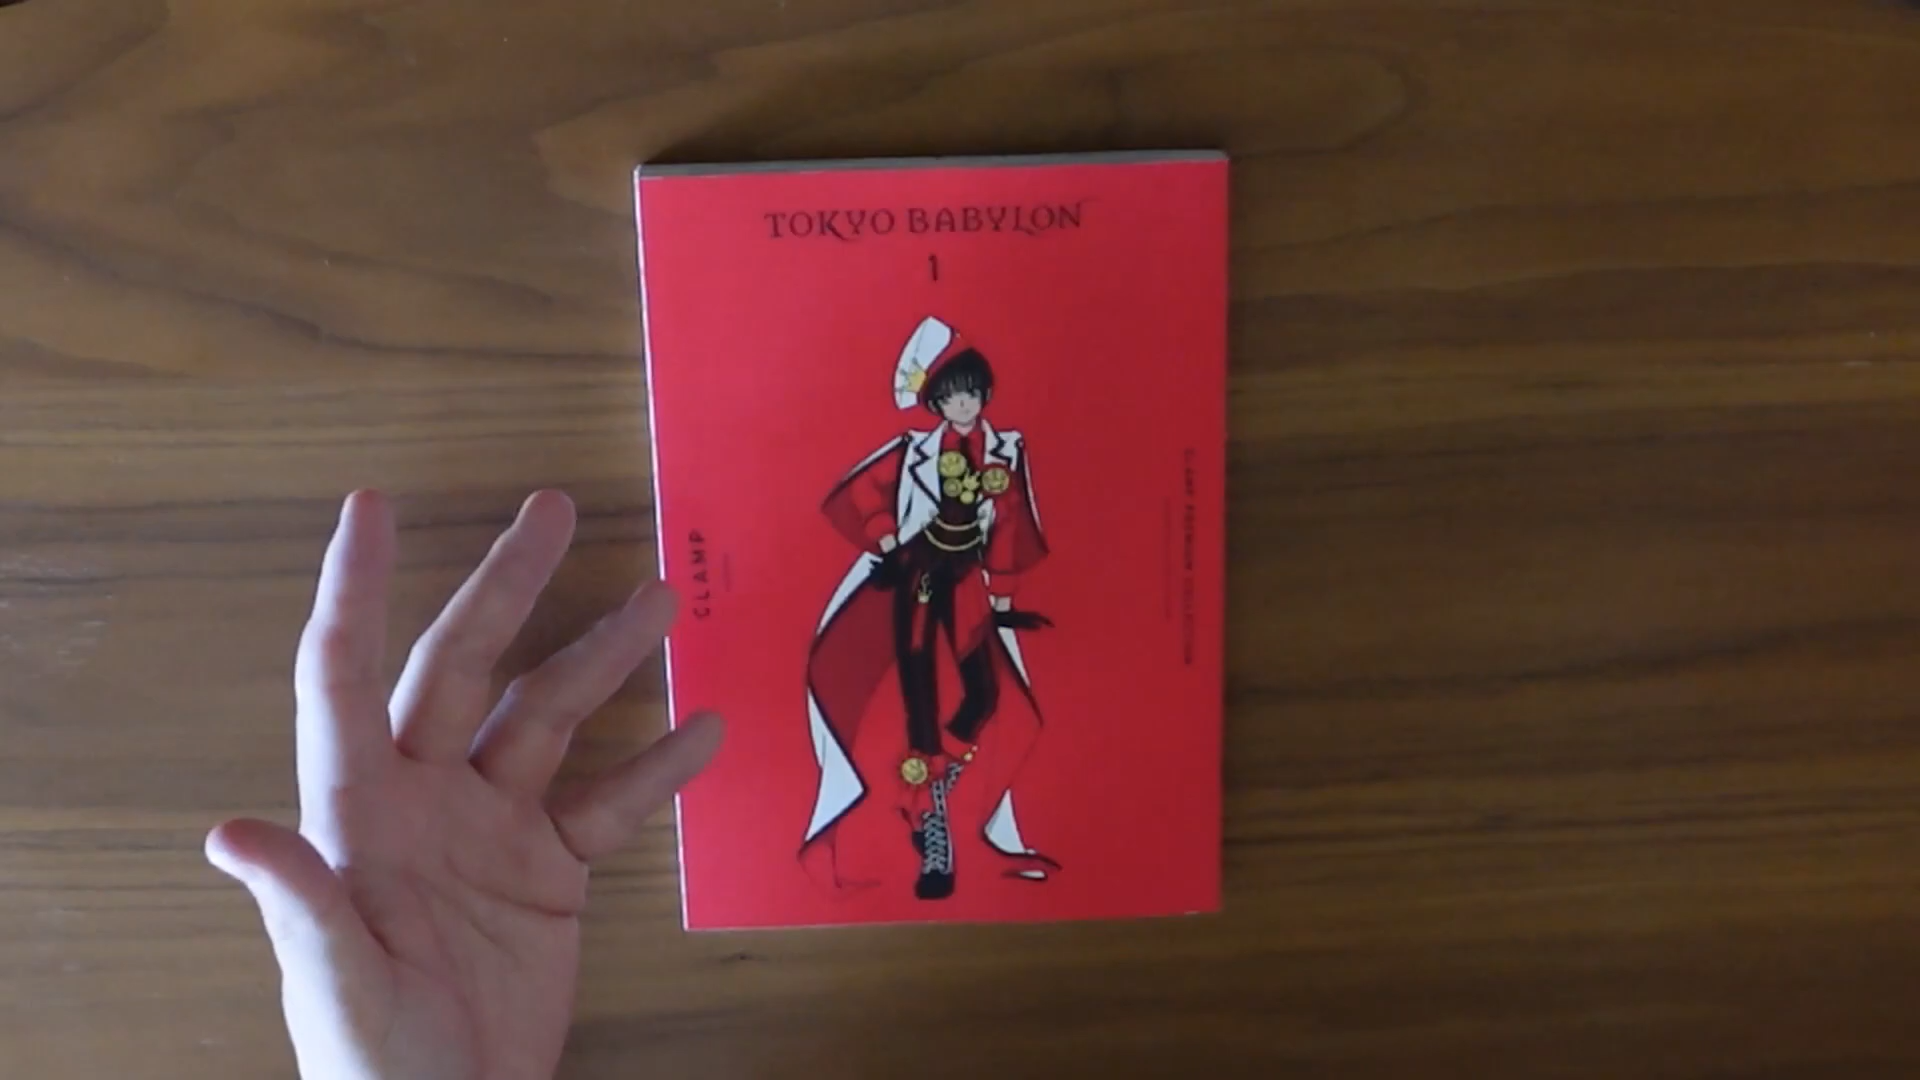 TOKYO BABYLON
1
CLAMP
CLAMP PREMIUM COLLECTION